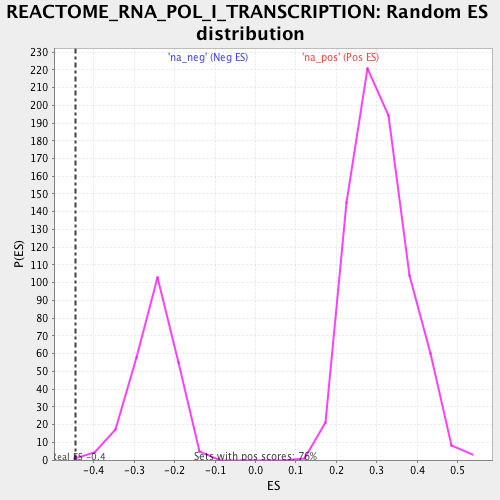 REACTOME_RNA_POL_I_TRANSCRIPTION: Random ES
distribution
'na_neg' (Neg ES)
'na_pos' (Pos ES)
230
220
210
200
190
180
170
160
150
140
130
120
110
100
90
80
70
60
50
40
30
20
10
0
P(ES)
ES -0.4
Sets with pos scores: 76%
-0.4 -0.3 -0.2 -0.1 0.0 0.1 0.2 0.3 0.4 0.5
ES